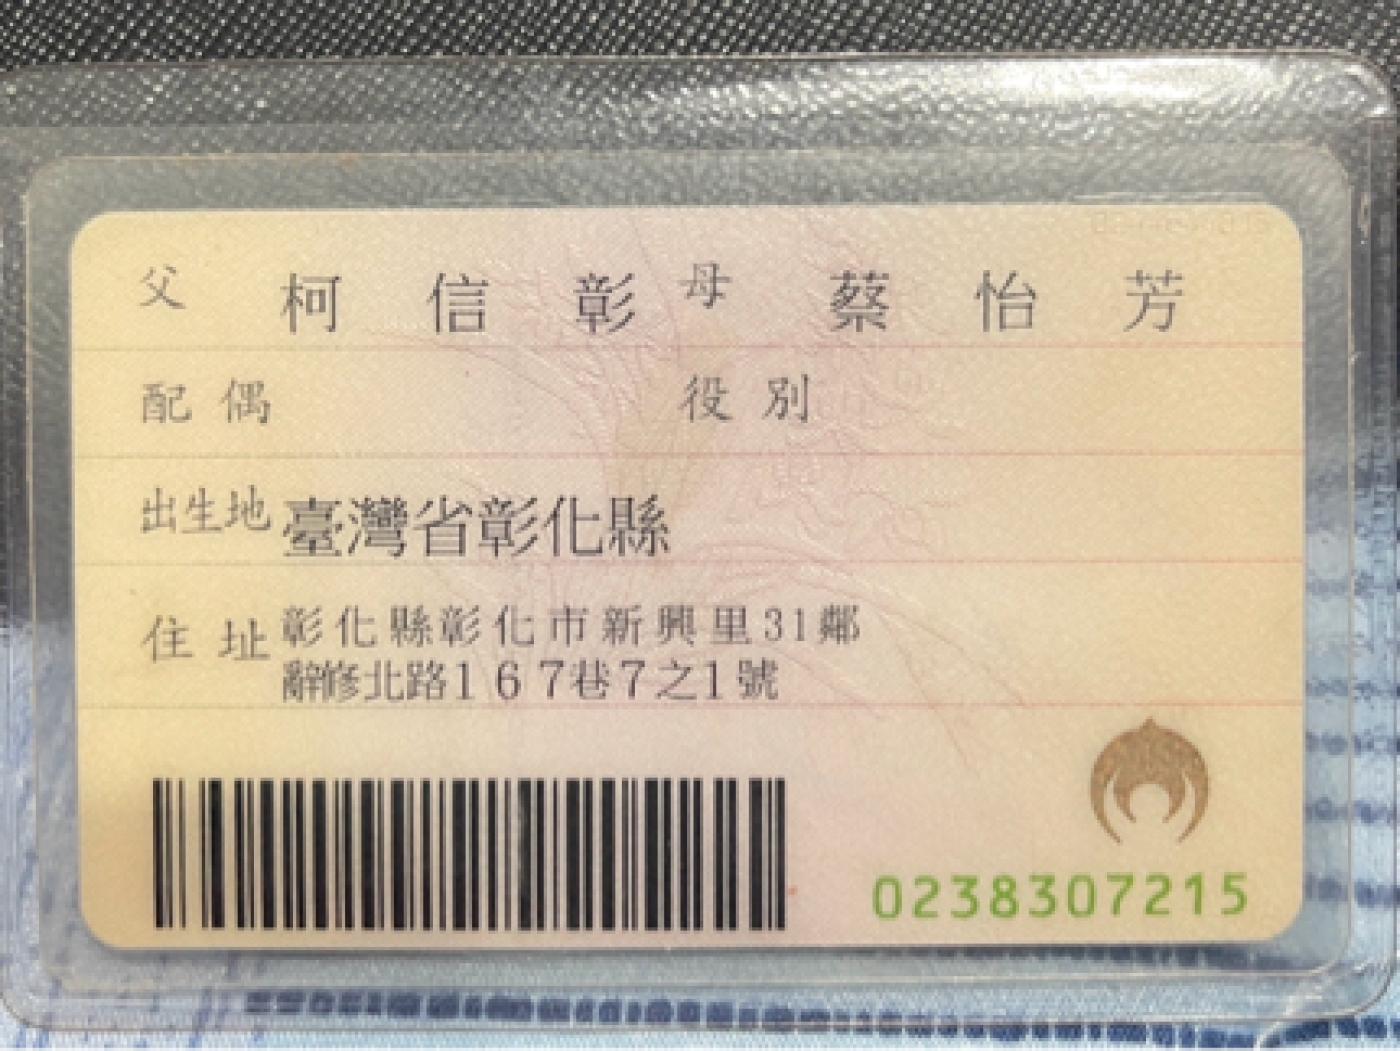 父 柯信彰 母 蔡怡芳
配偶 役別
出生地 臺灣省彰化縣
住址 彰化縣彰化市新興里31鄰
辭修北路167巷7之1號
0238307215